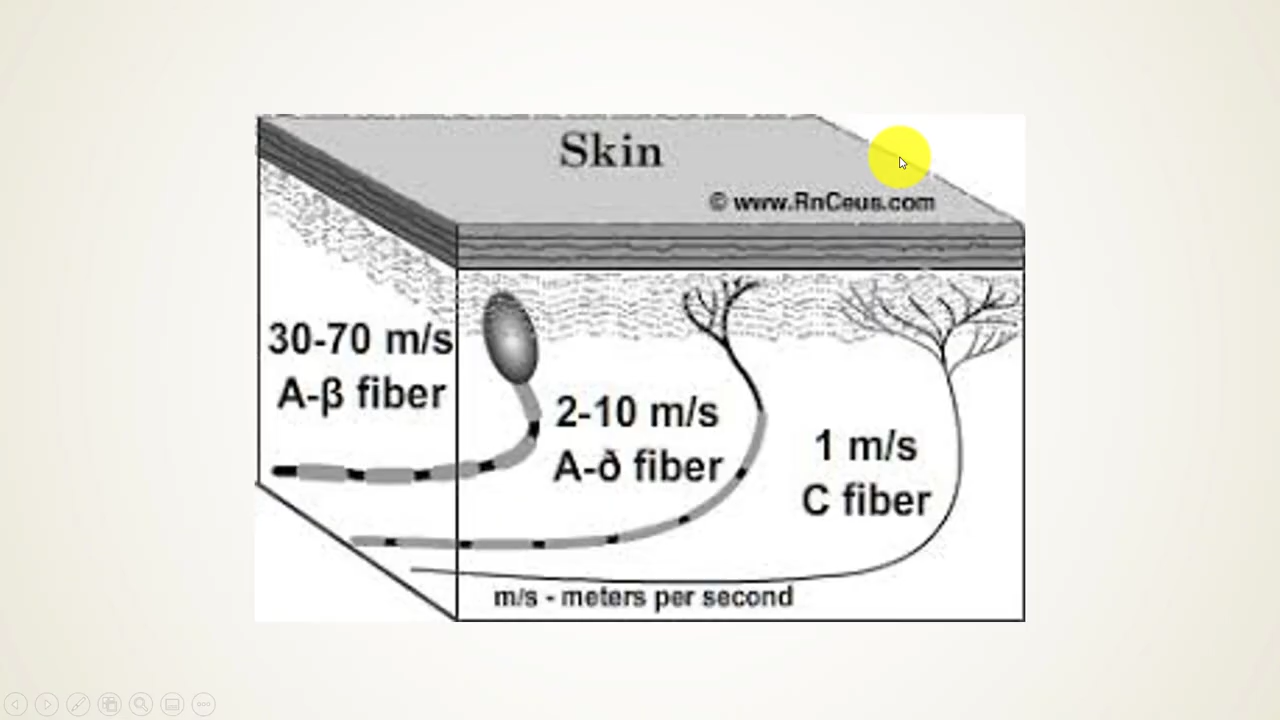 Skin
© www.RnCeus.com
30-70 m/s
A-β fiber
2-10 m/s
A-ð fiber
1 m/s
C fiber
m/s - meters per second